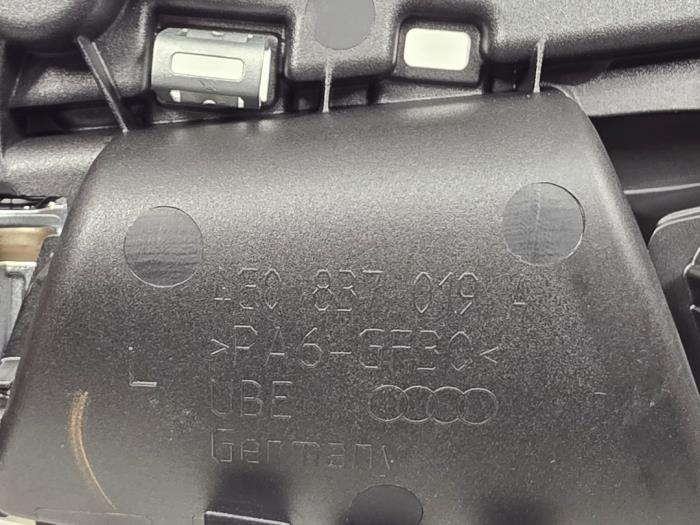 4E0 837 019 A
>PA6-GF30<
L
UBE
Germany